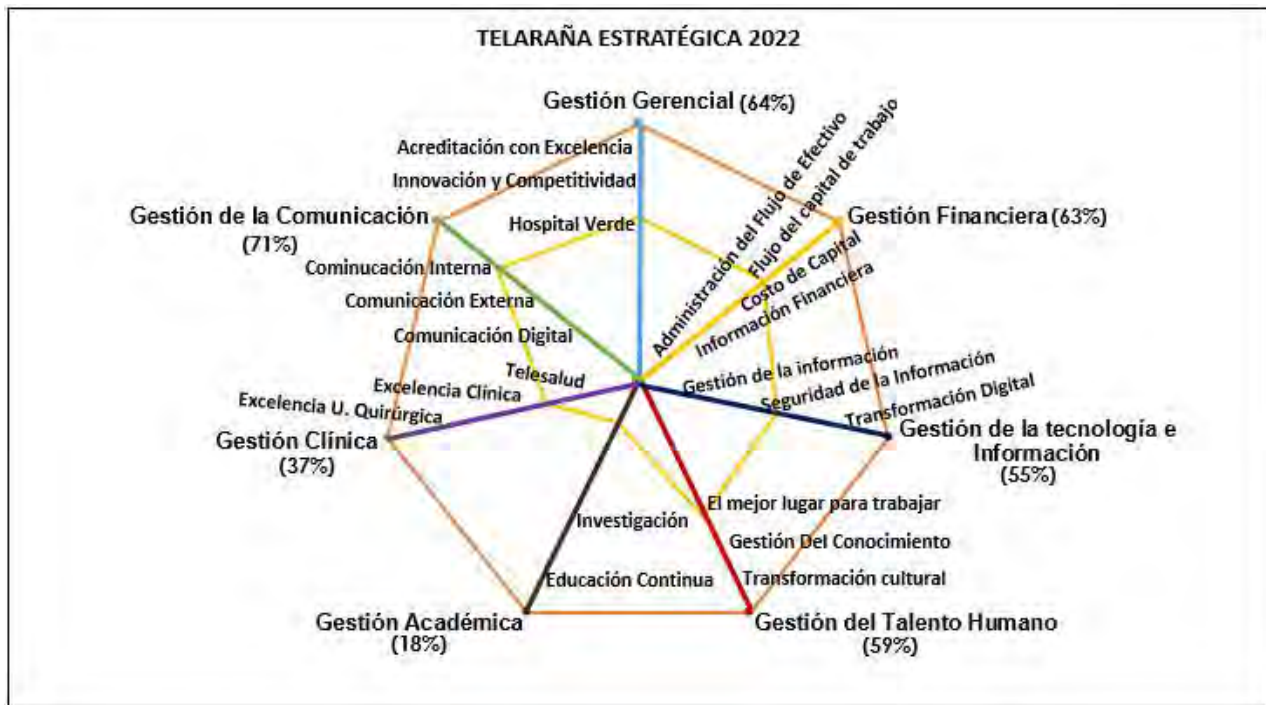 TELARAÑA ESTRATÉGICA 2022
Gestión Gerencial (64%)
Acreditación con Excelencia
Innovación y Competitividad
Hospital Verde
Administración del Flujo de Efectivo
Flujo del capital de trabajo
Costo de Capital
Información Financiera
Gestión Financiera (63%)
Gestión de la información
Seguridad de la Información
Transformación Digital
Gestión de la tecnología e
Información
(55%)
El mejor lugar para trabajar
Gestión Del Conocimiento
Transformación cultural
Gestión del Talento Humano
(59%)
Investigación
Educación Continua
Gestión Académica
(18%)
Telesalud
Excelencia Clínica
Excelencia U. Quirúrgica
Gestión Clínica
(37%)
Gestión de la Comunicación
(71%)
Cominucación Interna
Comunicación Externa
Comunicación Digital